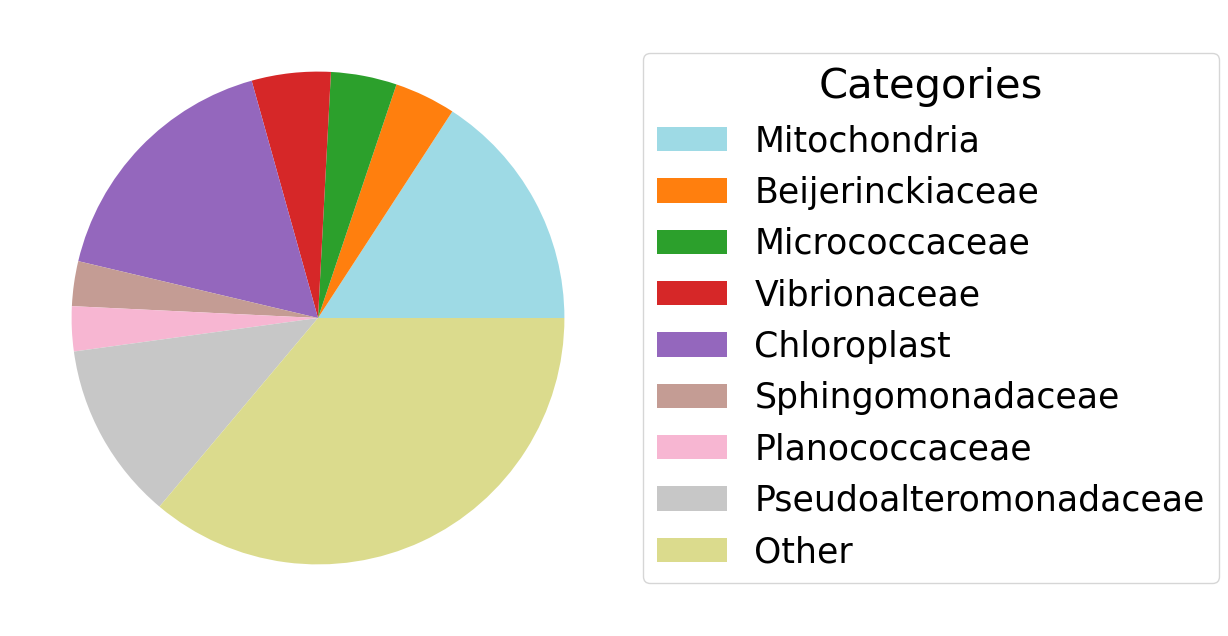 Categories
Mitochondria
Beijerinckiaceae
Micrococcaceae
Vibrionaceae
Chloroplast
Sphingomonadaceae
Planococcaceae
Pseudoalteromonadaceae
Other